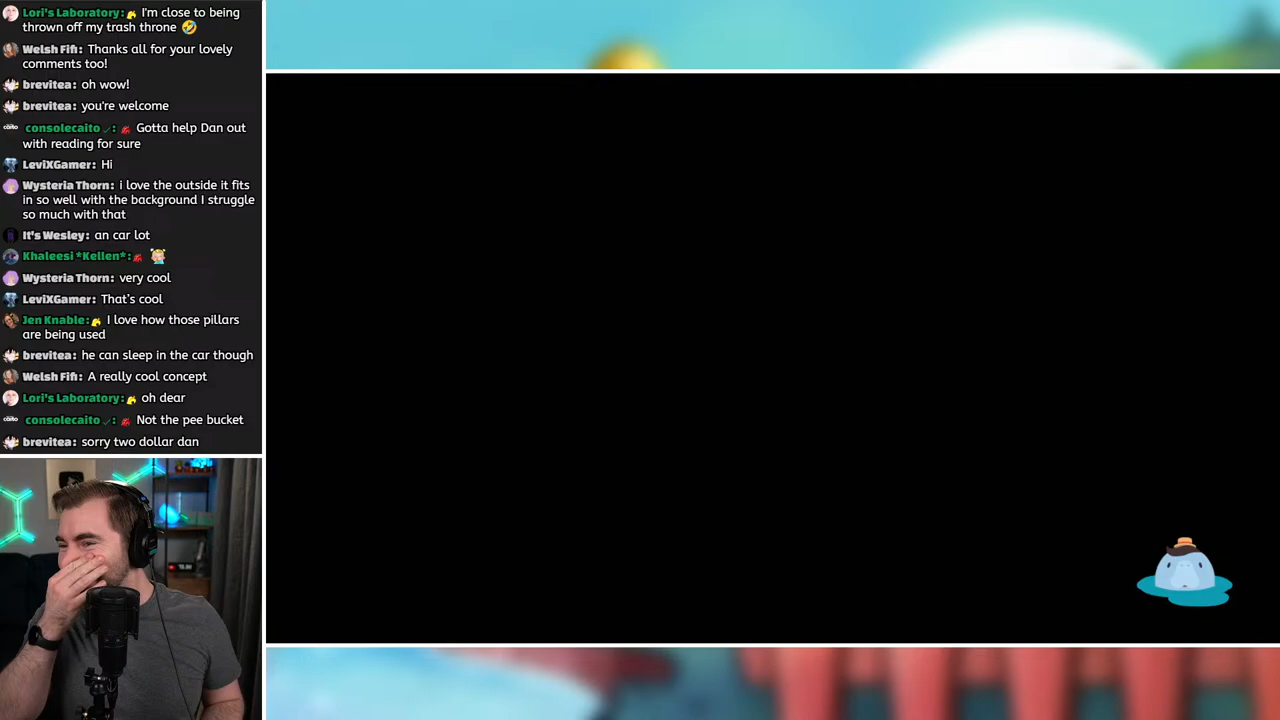 Lori's Laboratory: I'm close to being
thrown off my trash throne 🤣
Welsh Fifi: Thanks all for your lovely
comments too!
brevitea: oh wow!
brevitea: you're welcome
consolecaito: Gotta help Dan out
with reading for sure
LeviXGamer: Hi
Wysteria Thorn: i love the outside it fits
in so well with the background I struggle
so much with that
It's Wesley: an car lot
Khaleesi *Kellen*:
Wysteria Thorn: very cool
LeviXGamer: That's cool
Jen Knable: I love how those pillars
are being used
brevitea: he can sleep in the car though
Welsh Fifi: A really cool concept
Lori's Laboratory: oh dear
consolecaito: Not the pee bucket
brevitea: sorry two dollar dan